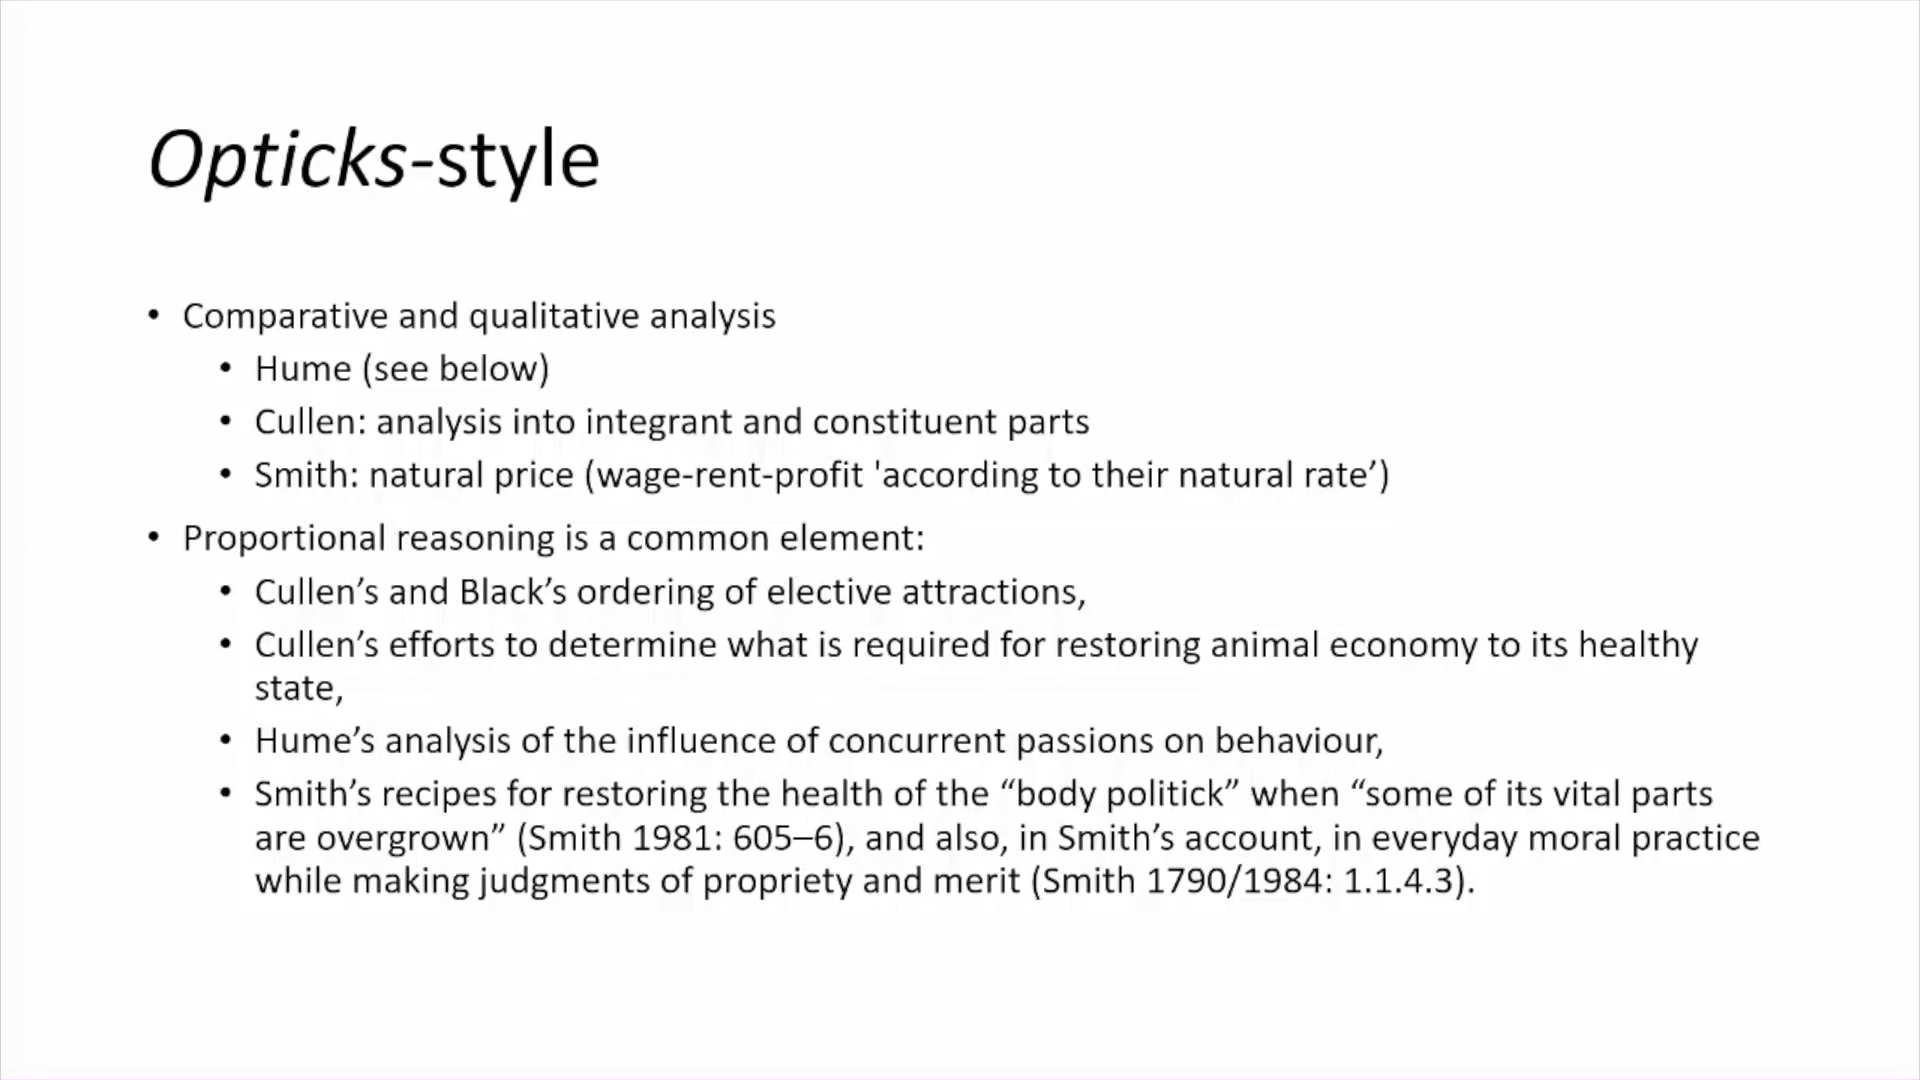 Opticks-style
• Comparative and qualitative analysis
• Hume (see below)
• Cullen: analysis into integrant and constituent parts
• Smith: natural price (wage-rent-profit 'according to their natural rate’)
• Proportional reasoning is a common element:
• Cullen’s and Black’s ordering of elective attractions,
• Cullen’s efforts to determine what is required for restoring animal economy to its healthy
state,
• Hume’s analysis of the influence of concurrent passions on behaviour,
• Smith’s recipes for restoring the health of the “body politick” when “some of its vital parts
are overgrown” (Smith 1981: 605–6), and also, in Smith’s account, in everyday moral practice
while making judgments of propriety and merit (Smith 1790/1984: 1.1.4.3).